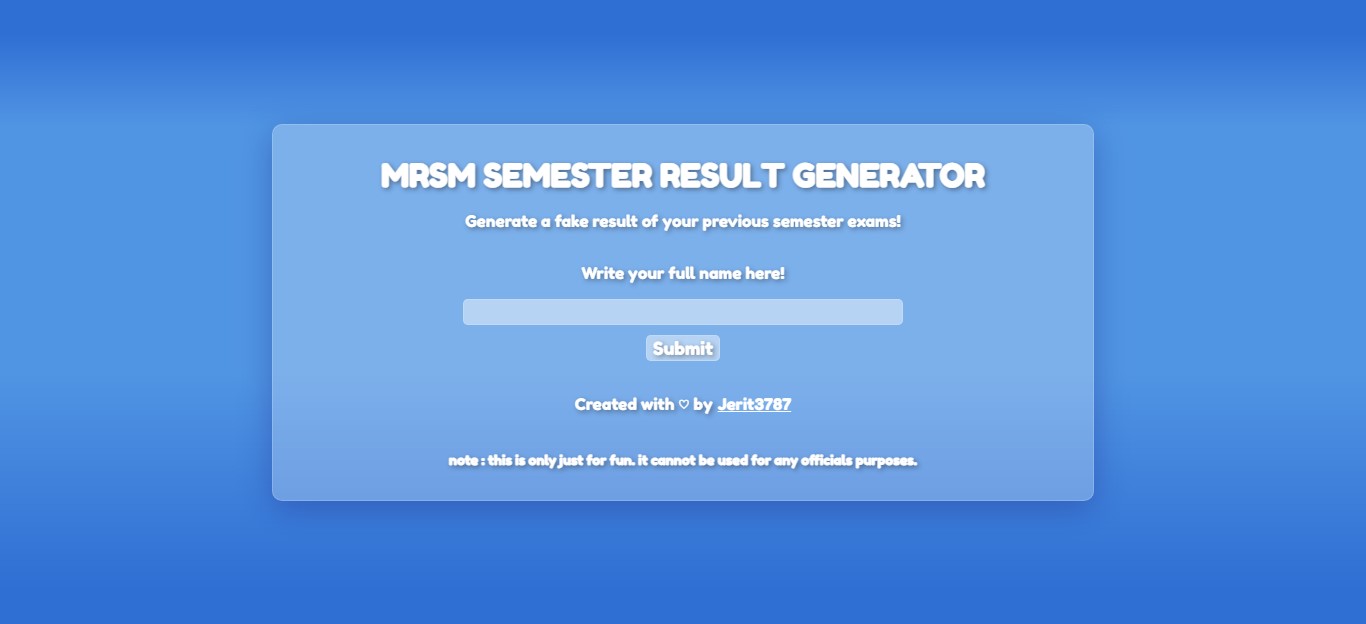 MRSM SEMESTER RESULT GENERATOR
Generate a fake result of your previous semester exams!
Write your full name here!
Submit
Created with ♡ by Jerit3787
note : this is only just for fun. it cannot be used for any officials purposes.